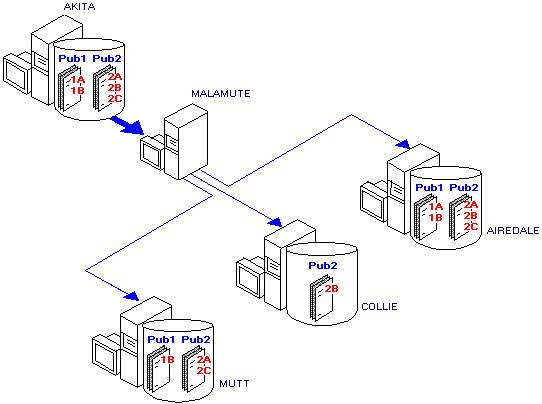 AKITA
Pub1 Pub2
1A
1B
2A
2B
2C
MALAMUTE
Pub1 Pub2
1A
1B
2A
2B
2C
AIREDALE
Pub2
2B
COLLIE
Pub1 Pub2
1B
2A
2C
MUTT